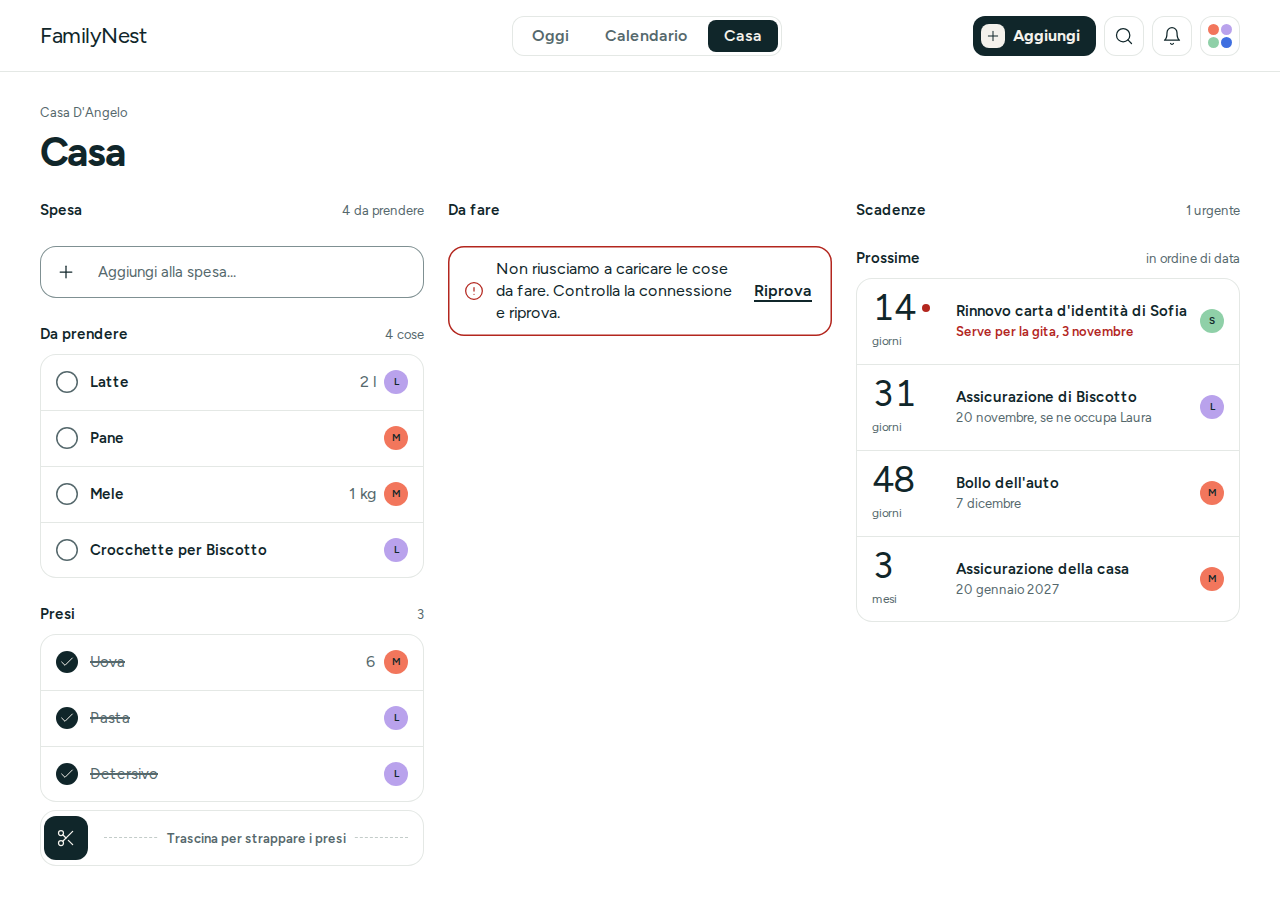 FamilyNest
Oggi
Calendario
Casa
Aggiungi
Casa D'Angelo
Casa
Spesa
4 da prendere
Aggiungi alla spesa...
Da prendere
4 cose
Latte
2 l
L
Pane
M
Mele
1 kg
M
Crocchette per Biscotto
L
Presi
3
Uova
6
M
Pasta
L
Detersivo
L
Trascina per strappare i presi
Da fare
Non riusciamo a caricare le cose
da fare. Controlla la connessione
e riprova.
Riprova
Scadenze
1 urgente
Prossime
in ordine di data
14
giorni
Rinnovo carta d'identità di Sofia
Serve per la gita, 3 novembre
S
31
giorni
Assicurazione di Biscotto
20 novembre, se ne occupa Laura
L
48
giorni
Bollo dell'auto
7 dicembre
M
3
mesi
Assicurazione della casa
20 gennaio 2027
M